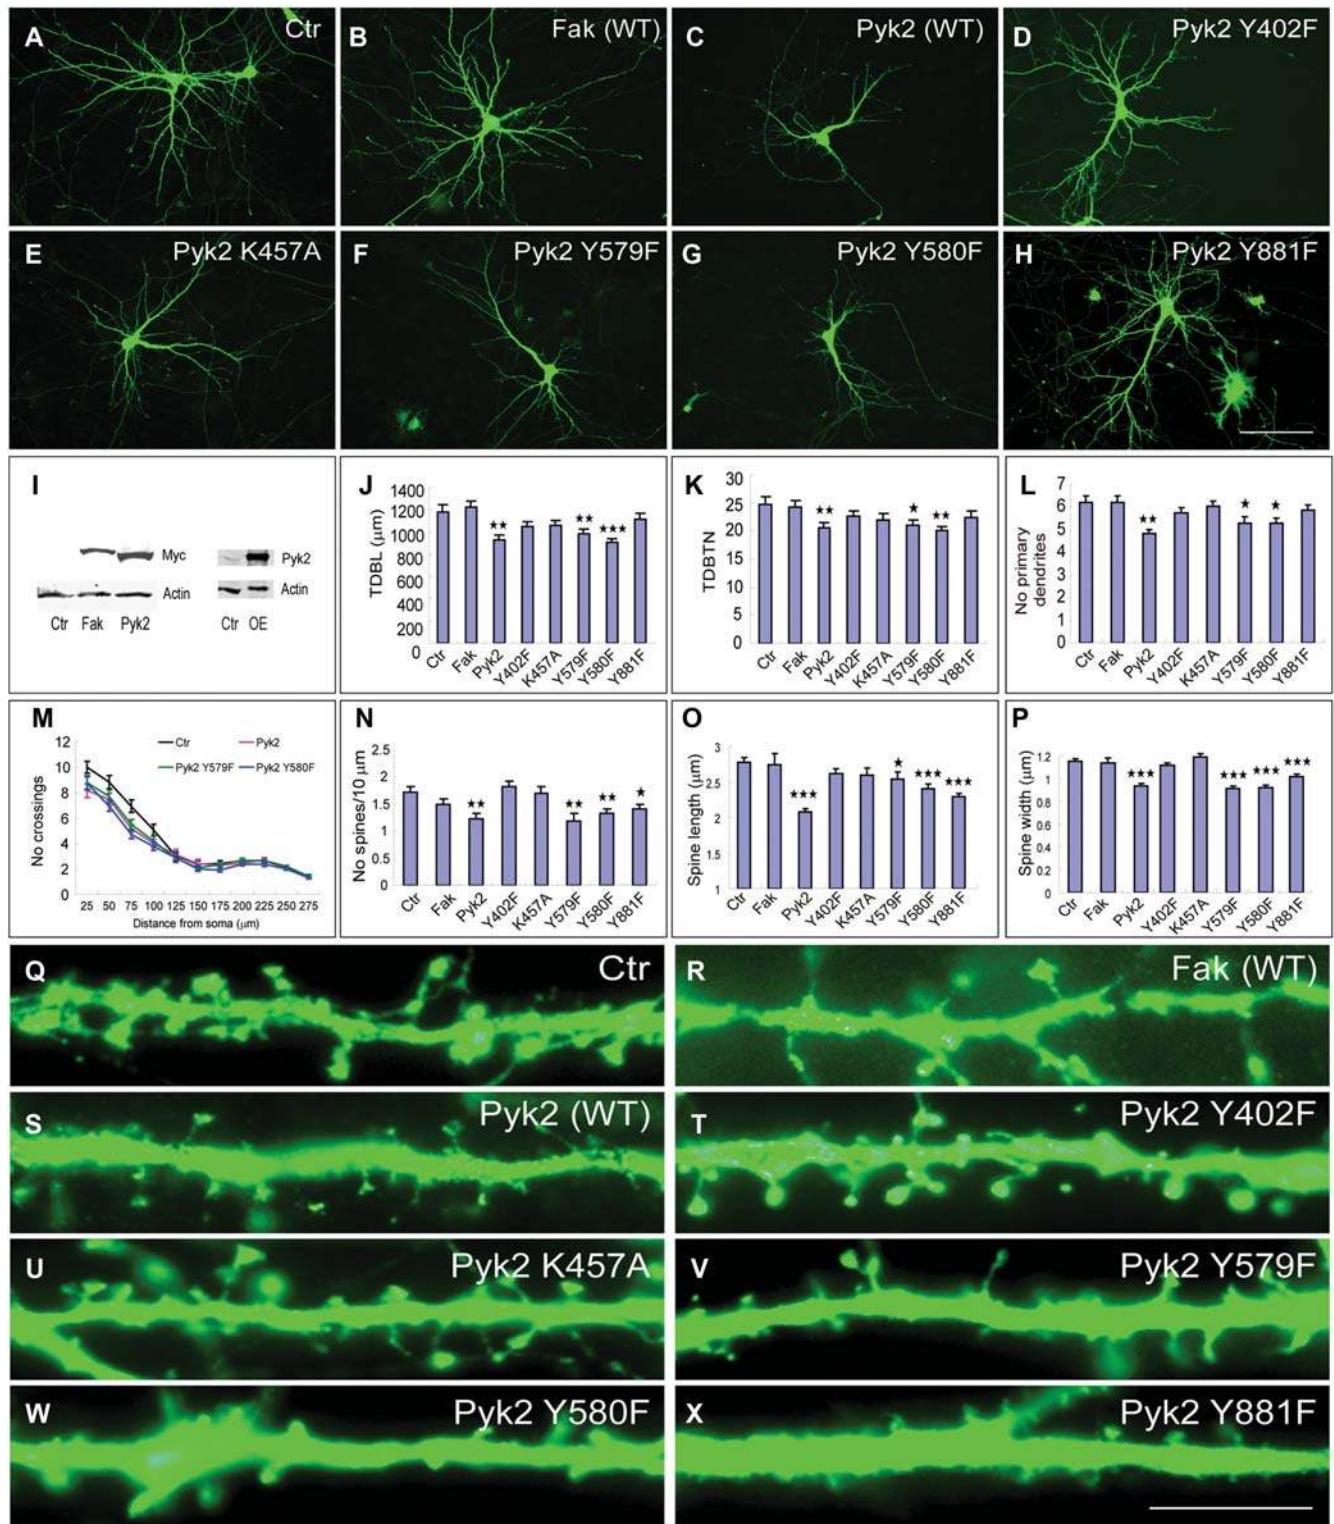 A Ctr
B Fak (WT)
C Pyk2 (WT)
D Pyk2 Y402F
E Pyk2 K457A
F Pyk2 Y579F
G Pyk2 Y580F
H Pyk2 Y881F
I
Myc
Actin
Ctr Fak Pyk2
Pyk2
Actin
Ctr OE
J
TDBL (μm)
1400
1200
1000
800
600
400
200
0
★★ ★★ ★★★
Ctr Fak Pyk2 Y402F K457A Y579F Y580F Y881F
K
TDBTN
30
25
20
15
10
5
0
★★ ★ ★★
Ctr Fak Pyk2 Y402F K457A Y579F Y580F Y881F
L
No primary
dendrites
7
6
5
4
3
2
1
0
★★ ★ ★
Ctr Fak Pyk2 Y402F K457A Y579F Y580F Y881F
M
No crossings
12
10
8
6
4
2
0
Ctr Pyk2
Pyk2 Y579F Pyk2 Y580F
25 50 75 100 125 150 175 200 225 250 275
Distance from soma (μm)
N
No spines/10 μm
2.5
2
1.5
1
0.5
0
★★ ★★ ★★ ★
Ctr Fak Pyk2 Y402F K457A Y579F Y580F Y881F
O
Spine length (μm)
3
2.5
2
1.5
1
★★★ ★ ★★★ ★★★
Ctr Fak Pyk2 Y402F K457A Y579F Y580F Y881F
P
Spine width (μm)
1.2
1
0.8
0.6
0.4
0.2
0
★★★ ★★★ ★★★ ★★★
Ctr Fak Pyk2 Y402F K457A Y579F Y580F Y881F
Q Ctr
R Fak (WT)
S Pyk2 (WT)
T Pyk2 Y402F
U Pyk2 K457A
V Pyk2 Y579F
W Pyk2 Y580F
X Pyk2 Y881F